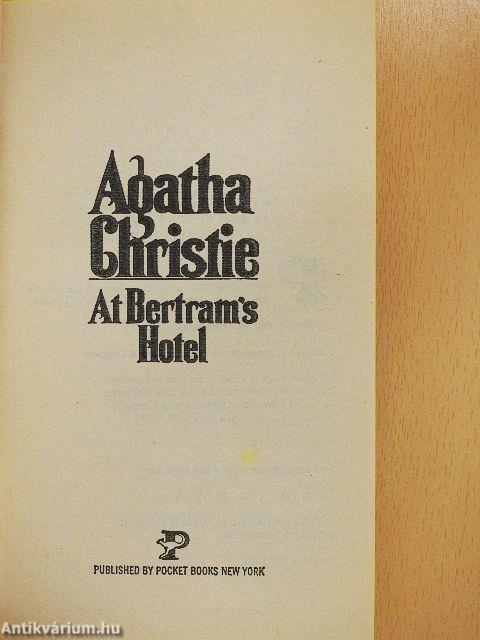 Agatha
Christie
At Bertram's
Hotel
P
PUBLISHED BY POCKET BOOKS NEW YORK
Antikvárium.hu